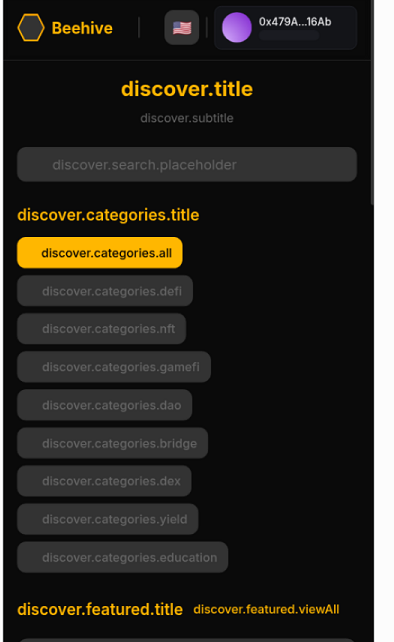 Beehive
0x479A...16Ab
discover.title
discover.subtitle
discover.search.placeholder
discover.categories.title
discover.categories.all
discover.categories.defi
discover.categories.nft
discover.categories.gamefi
discover.categories.dao
discover.categories.bridge
discover.categories.dex
discover.categories.yield
discover.categories.education
discover.featured.title discover.featured.viewAll